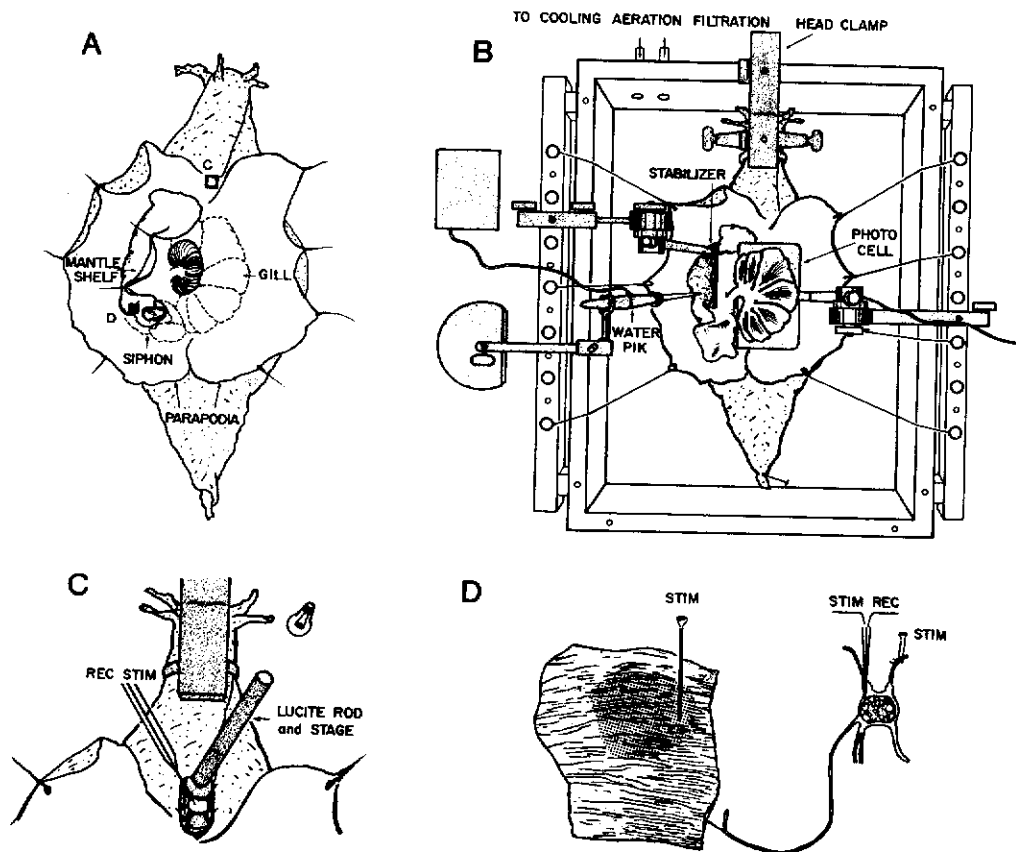 A
C
MANTLE
SHELF
GILL
D
SIPHON
PARAPODIA
TO COOLING AERATION FILTRATION
HEAD CLAMP
B
STABILIZER
PHOTO
CELL
WATER
PIK
C
REC STIM
LUCITE ROD
and STAGE
D
STIM
STIM REC
STIM